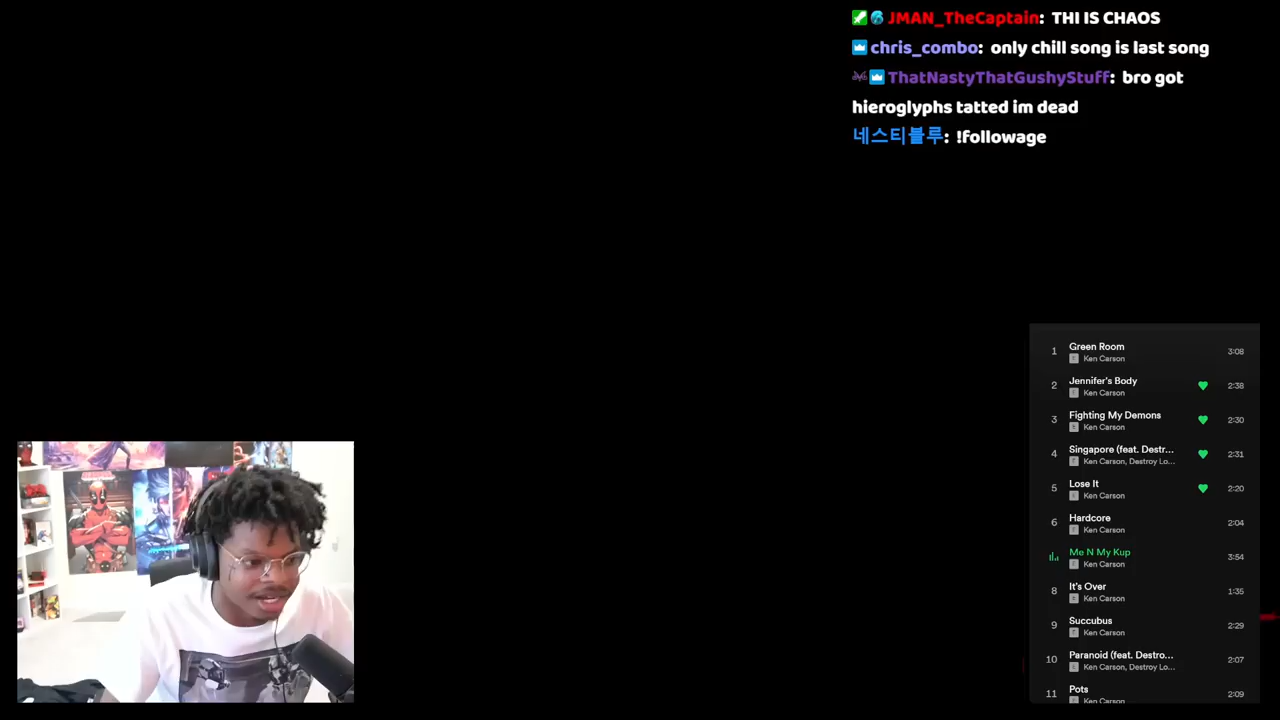 JMAN_TheCaptain: THI IS CHAOS
chris_combo: only chill song is last song
ThatNastyThatGushyStuff: bro got
hieroglyphs tatted im dead
네스티블루: !followage
1 Green Room 3:08
E Ken Carson
2 Jennifer's Body 2:38
E Ken Carson
3 Fighting My Demons 2:30
E Ken Carson
4 Singapore (feat. Destr... 2:31
E Ken Carson, Destroy Lo...
5 Lose It 2:20
E Ken Carson
6 Hardcore 2:04
E Ken Carson
Me N My Kup 3:54
E Ken Carson
8 It's Over 1:35
E Ken Carson
9 Succubus 2:29
E Ken Carson
10 Paranoid (feat. Destro... 2:07
E Ken Carson, Destroy Lo...
11 Pots 2:09
E Ken Carson